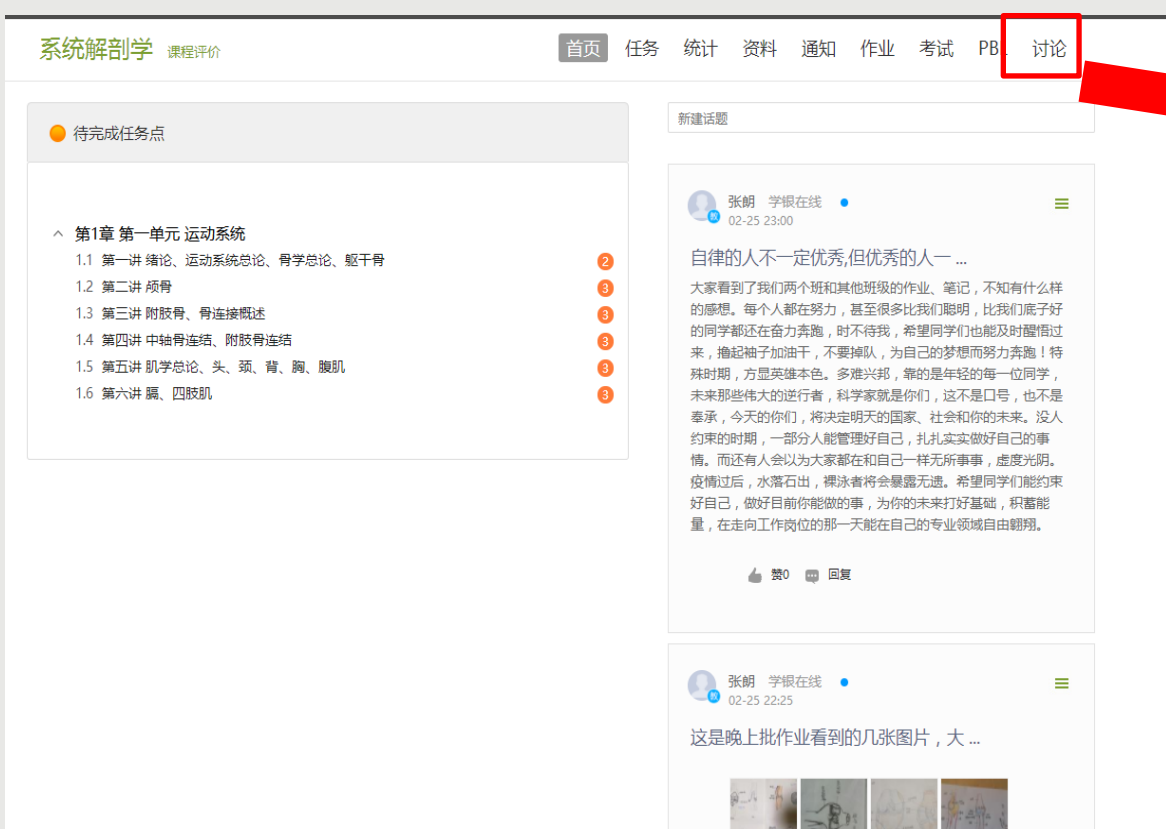 系统解剖学 课程评价
首页 任务 统计 资料 通知 作业 考试 PBL 讨论
待完成任务点
第1章 第一单元 运动系统
1.1 第一讲 绪论、运动系统总论、骨学总论、躯干骨 2
1.2 第二讲 颅骨 3
1.3 第三讲 附肢骨、骨连接概述 3
1.4 第四讲 中轴骨连结、附肢骨连结 3
1.5 第五讲 肌学总论、头、颈、背、胸、腹肌 3
1.6 第六讲 膈、四肢肌 3
新建话题
张朗 学银在线
教
02-25 23:00
自律的人不一定优秀,但优秀的人一 ...
大家看到了我们两个班和其他班级的作业、笔记，不知有什么样
的感想。每个人都在努力，甚至很多比我们聪明，比我们底子好
的同学都还在奋力奔跑，时不待我，希望同学们也能及时醒悟过
来，撸起袖子加油干，不要掉队，为自己的梦想而努力奔跑！特
殊时期，方显英雄本色。多难兴邦，靠的是年轻的每一位同学，
未来那些伟大的逆行者，科学家就是你们，这不是口号，也不是
奉承，今天的你们，将决定明天的国家、社会和你的未来。没人
约束的时期，一部分人能管理好自己，扎扎实实做好自己的事
情。而还有人会以为大家都在和自己一样无所事事，虚度光阴。
疫情过后，水落石出，裸泳者将会暴露无遗。希望同学们能约束
好自己，做好目前你能做的事，为你的未来打好基础，积蓄能
量，在走向工作岗位的那一天能在自己的专业领域自由翱翔。
赞0 回复
张朗 学银在线
教
02-25 22:25
这是晚上批作业看到的几张图片，大 ...